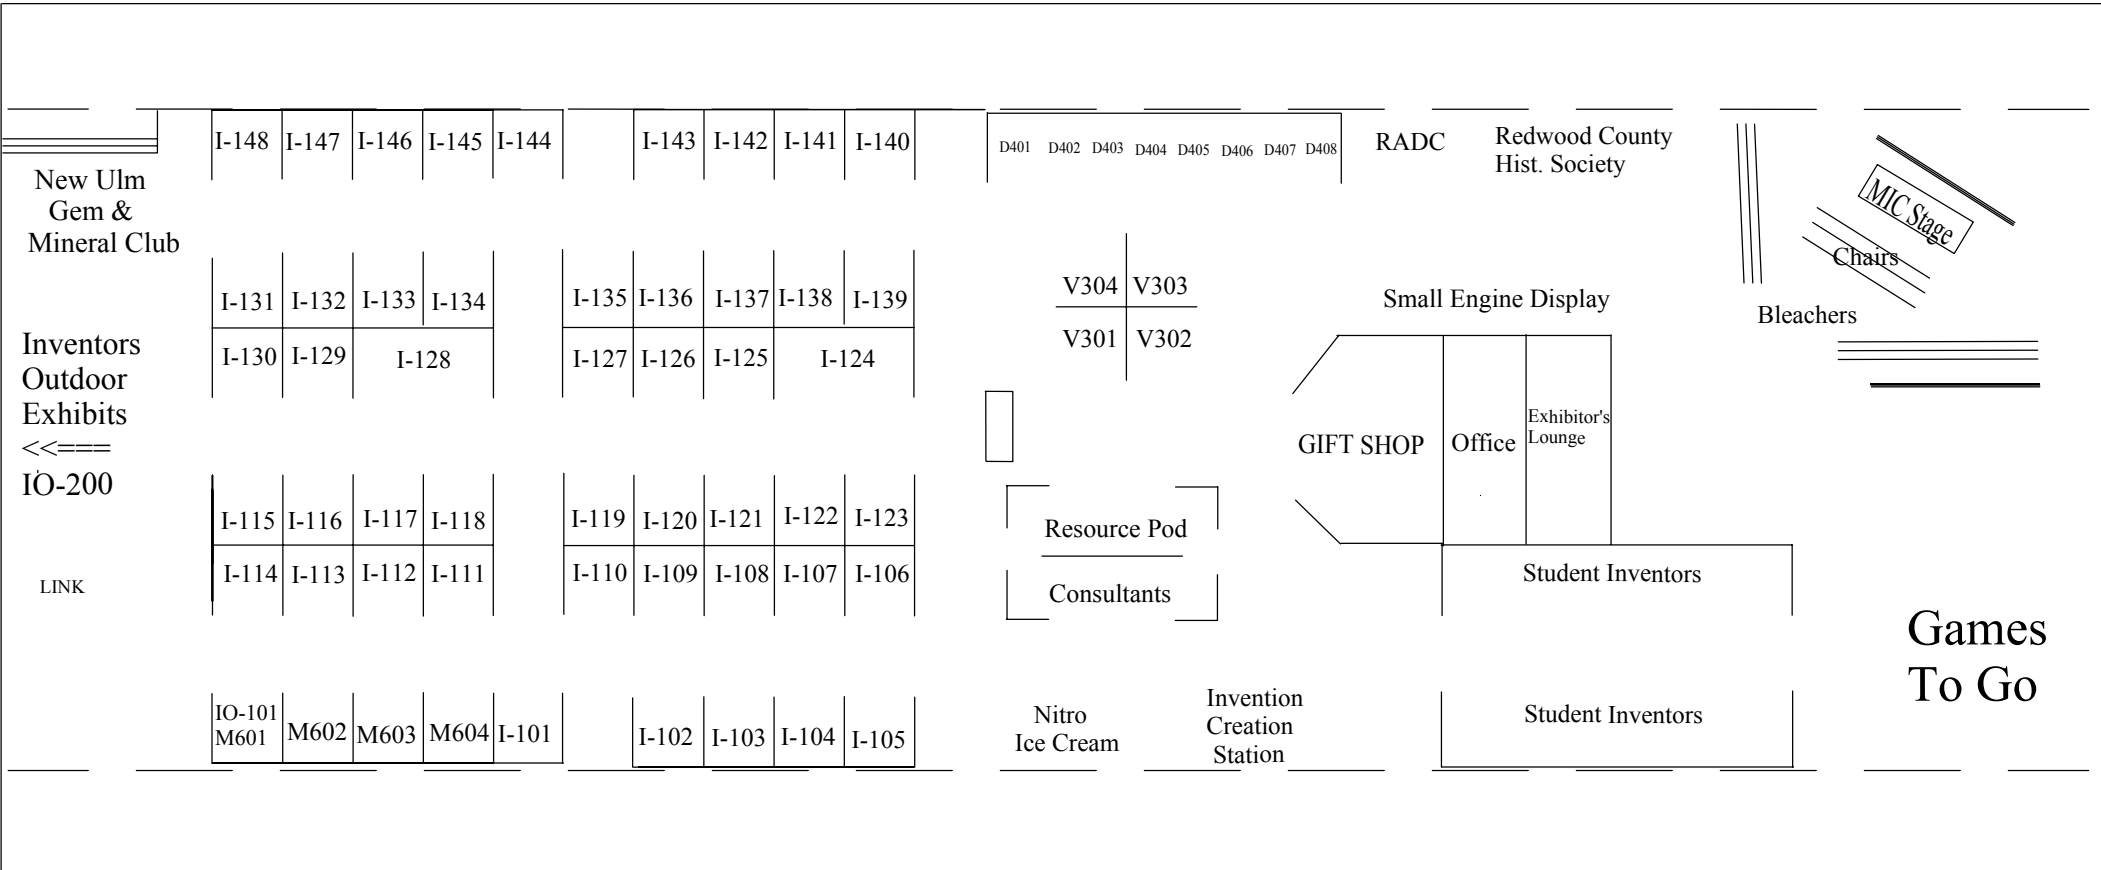 I-148 I-147 I-146 I-145 I-144 I-143 I-142 I-141 I-140
D401 D402 D403 D404 D405 D406 D407 D408
RADC
Redwood County
Hist. Society
MIC Stage
Chairs
Bleachers
New Ulm
Gem &
Mineral Club
I-131 I-132 I-133 I-134 I-135 I-136 I-137 I-138 I-139
I-130 I-129 I-128 I-127 I-126 I-125 I-124
V304 V303
V301 V302
Small Engine Display
Inventors
Outdoor
Exhibits
<<===
IO-200
GIFT SHOP
Office
Exhibitor's
Lounge
I-115 I-116 I-117 I-118 I-119 I-120 I-121 I-122 I-123
I-114 I-113 I-112 I-111 I-110 I-109 I-108 I-107 I-106
Resource Pod
Consultants
Student Inventors
LINK
Games
To Go
IO-101
M601
M602 M603 M604 I-101 I-102 I-103 I-104 I-105
Nitro
Ice Cream
Invention
Creation
Station
Student Inventors